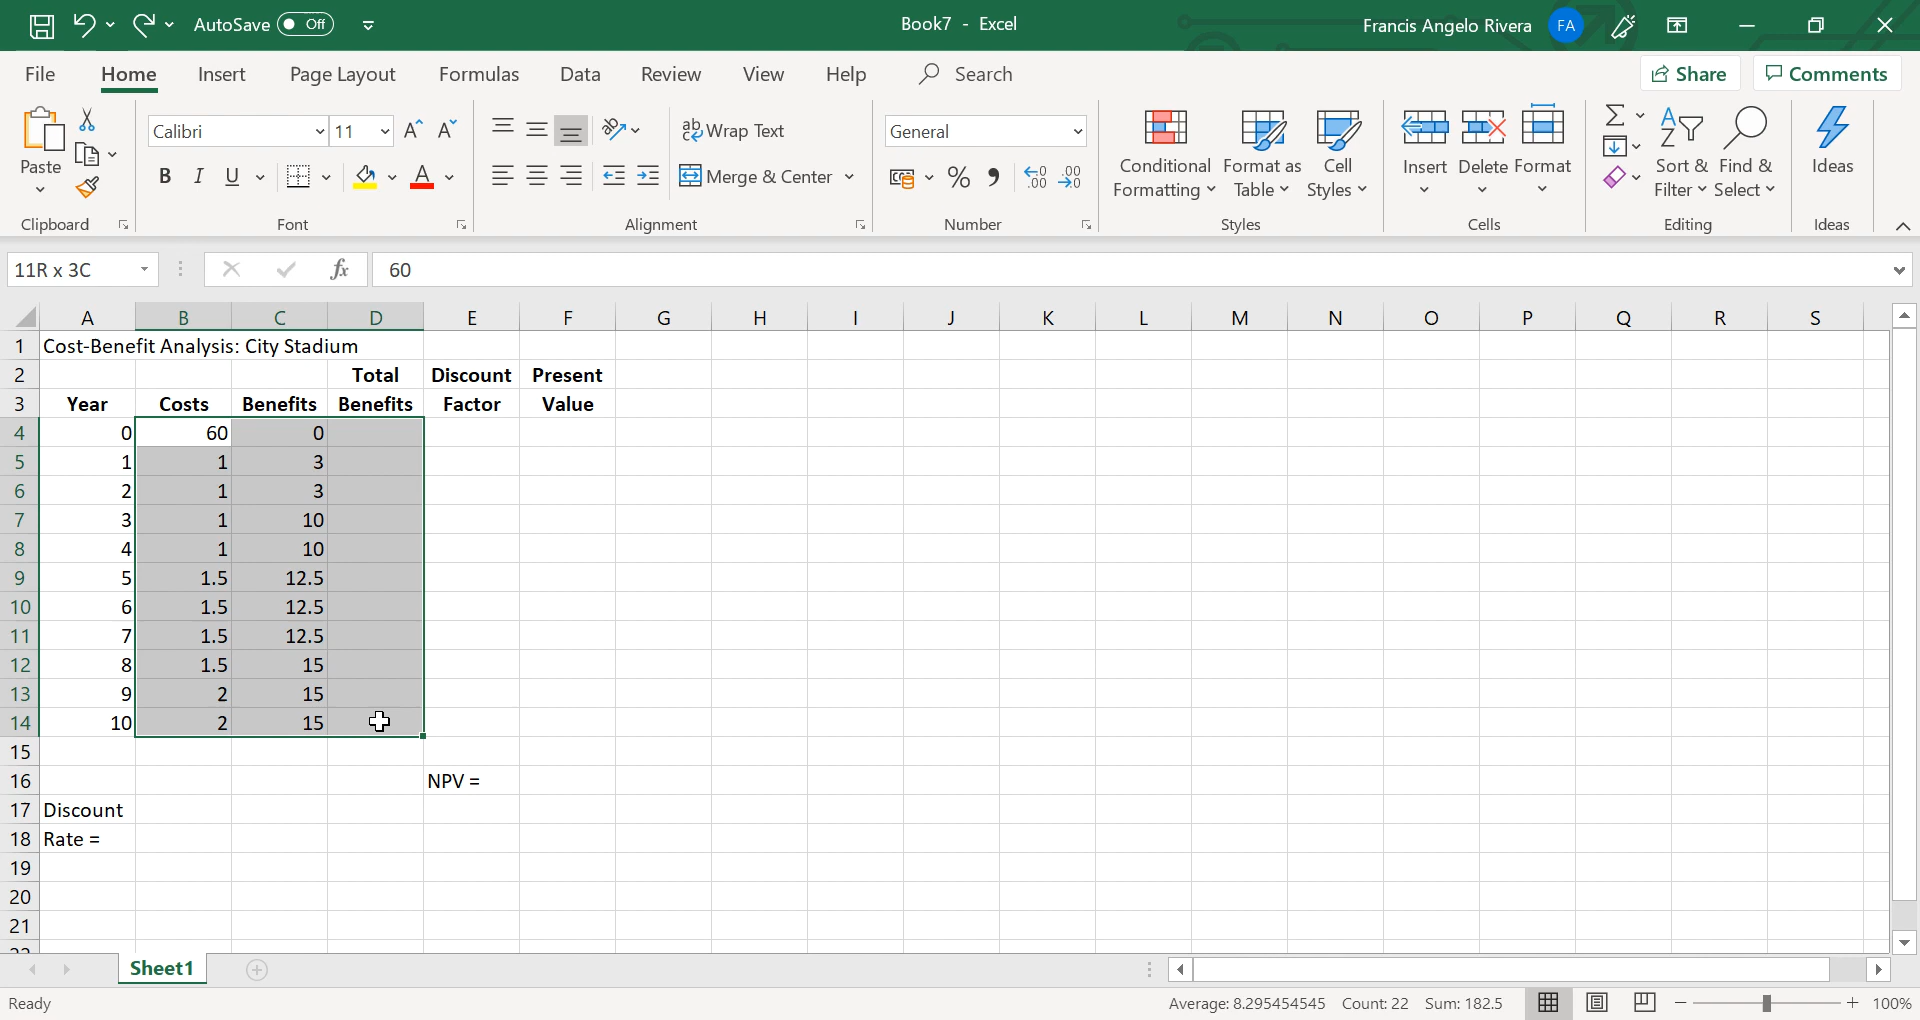 AutoSave Off Book7 - Excel Francis Angelo Rivera FA
File Home Insert Page Layout Formulas Data Review View Help Search Share Comments
Paste
Clipboard
Calibri 11
B I U A
Font
ab Wrap Text
Merge & Center
Alignment
General
% 9 .00 .00
Number
Conditional Formatting
Format as Table
Cell Styles
Styles
Insert Delete Format
Cells
Sort & Filter
Find & Select
Editing
Ideas
Ideas
11R x 3C fx 60
A B C D E F G H I J K L M N O P Q R S
1 Cost-Benefit Analysis: City Stadium
2 Total Discount Present
3 Year Costs Benefits Benefits Factor Value
4 0 60 0
5 1 1 3
6 2 1 3
7 3 1 10
8 4 1 10
9 5 1.5 12.5
10 6 1.5 12.5
11 7 1.5 12.5
12 8 1.5 15
13 9 2 15
14 10 2 15
15
16 NPV =
17 Discount
18 Rate =
19
20
21
22
Sheet1
Ready Average: 8.295454545 Count: 22 Sum: 182.5 100%